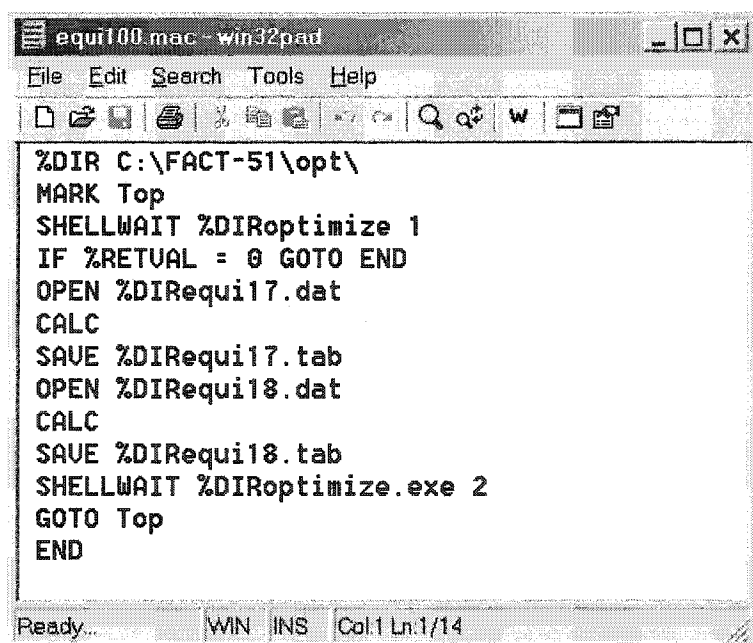 equi100.mac - win32pad
File Edit Search Tools Help
W
%DIR C:\FACT-51\opt\
MARK Top
SHELLWAIT %DIRoptimize 1
IF %RETVAL = 0 GOTO END
OPEN %DIRequi17.dat
CALC
SAVE %DIRequi17.tab
OPEN %DIRequi18.dat
CALC
SAVE %DIRequi18.tab
SHELLWAIT %DIRoptimize.exe 2
GOTO Top
END
Ready... WIN INS Col:1 Ln:1/14